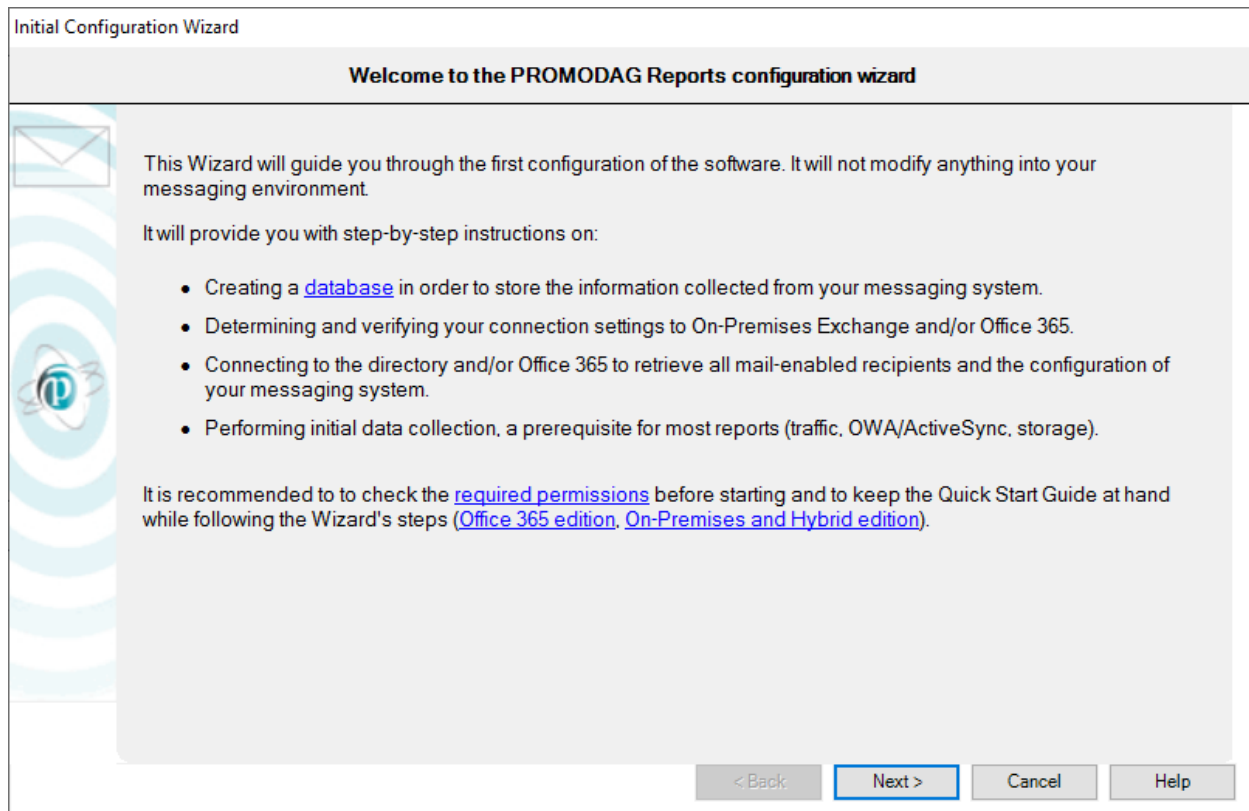 Initial Configuration Wizard
Welcome to the PROMODAG Reports configuration wizard
This Wizard will guide you through the first configuration of the software. It will not modify anything into your
messaging environment.
It will provide you with step-by-step instructions on:
• Creating a database in order to store the information collected from your messaging system.
• Determining and verifying your connection settings to On-Premises Exchange and/or Office 365.
• Connecting to the directory and/or Office 365 to retrieve all mail-enabled recipients and the configuration of
your messaging system.
• Performing initial data collection, a prerequisite for most reports (traffic, OWA/ActiveSync, storage).
It is recommended to to check the required permissions before starting and to keep the Quick Start Guide at hand
while following the Wizard's steps (Office 365 edition, On-Premises and Hybrid edition).
p
< Back Next > Cancel Help